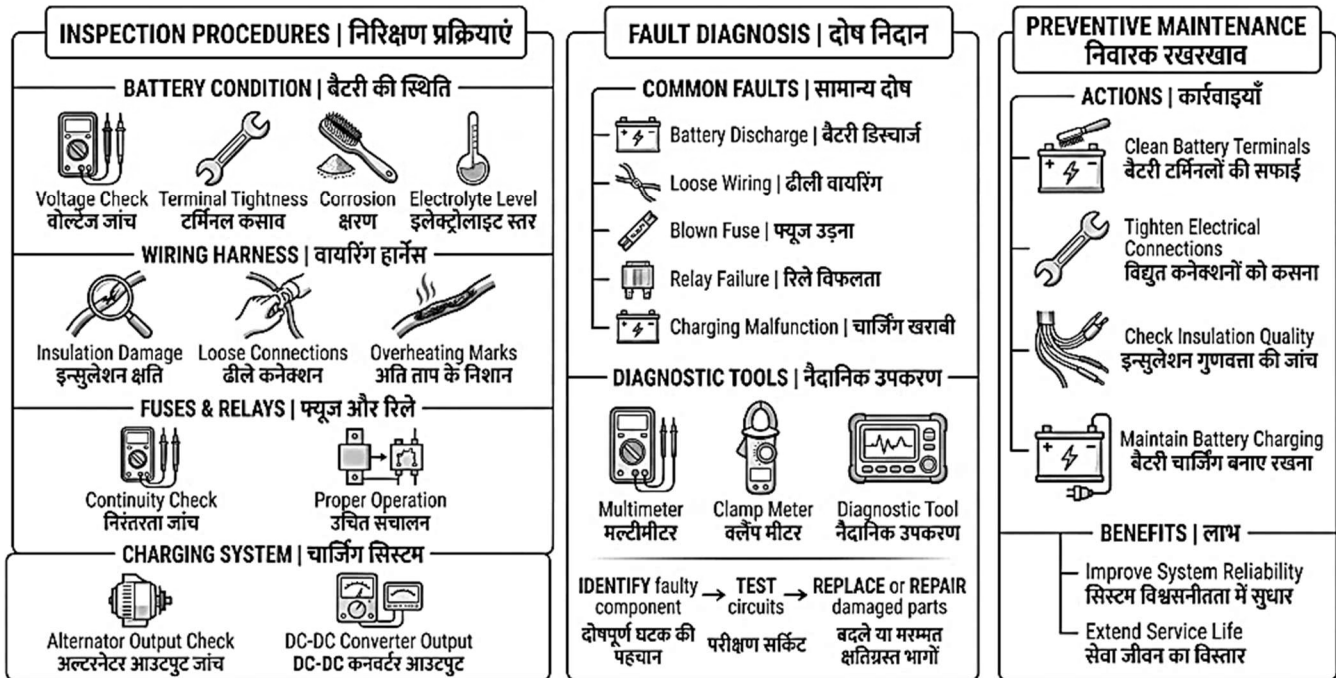 INSPECTION PROCEDURES | निरिक्षण प्रक्रियाएं
BATTERY CONDITION | बैटरी की स्थिति
Voltage Check
वोल्टेज जांच
Terminal Tightness
टर्मिनल कसाव
Corrosion
क्षरण
Electrolyte Level
इलेक्ट्रोलाइट स्तर
WIRING HARNESS | वायरिंग हार्नेस
Insulation Damage
इन्सुलेशन क्षति
Loose Connections
ढीले कनेक्शन
Overheating Marks
अति ताप के निशान
FUSES & RELAYS | फ्यूज और रिले
Continuity Check
निरंतरता जांच
Proper Operation
उचित सचालन
CHARGING SYSTEM | चार्जिंग सिस्टम
Alternator Output Check
अल्टरनेटर आउटपुट जांच
DC-DC Converter Output
DC-DC कनवर्टर आउटपुट
FAULT DIAGNOSIS | दोष निदान
COMMON FAULTS | सामान्य दोष
Battery Discharge | बैटरी डिस्चार्ज
Loose Wiring | ढीली वायरिंग
Blown Fuse | फ्यूज उड़ना
Relay Failure | रिले विफलता
Charging Malfunction | चार्जिंग खराबी
DIAGNOSTIC TOOLS | नैदानिक उपकरण
Multimeter
मल्टीमीटर
Clamp Meter
क्लैंप मीटर
Diagnostic Tool
नैदानिक उपकरण
IDENTIFY faulty
component
दोषपूर्ण घटक की
पहचान
TEST
circuits
परीक्षण सर्किट
REPLACE or REPAIR
damaged parts
बदले या मरम्मत
क्षतिग्रस्त भागों
PREVENTIVE MAINTENANCE
निवारक रखरखाव
ACTIONS | कार्रवाइयाँ
Clean Battery Terminals
बैटरी टर्मिनलों की सफाई
Tighten Electrical
Connections
विद्युत कनेक्शनों को कसना
Check Insulation Quality
इन्सुलेशन गुणवत्ता की जांच
Maintain Battery Charging
बैटरी चार्जिंग बनाए रखना
BENEFITS | लाभ
Improve System Reliability
सिस्टम विश्वसनीतता में सुधार
Extend Service Life
सेवा जीवन का विस्तार